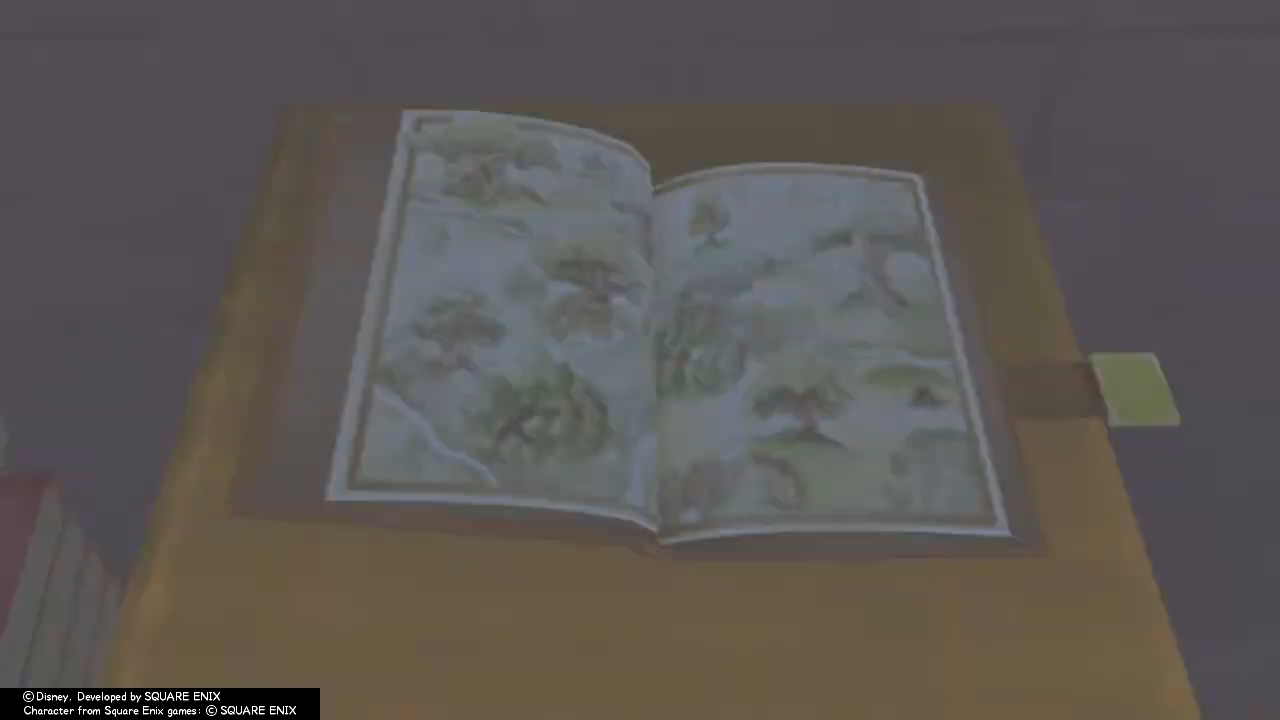 © Disney. Developed by SQUARE ENIX
Character from Square Enix games: © SQUARE ENIX